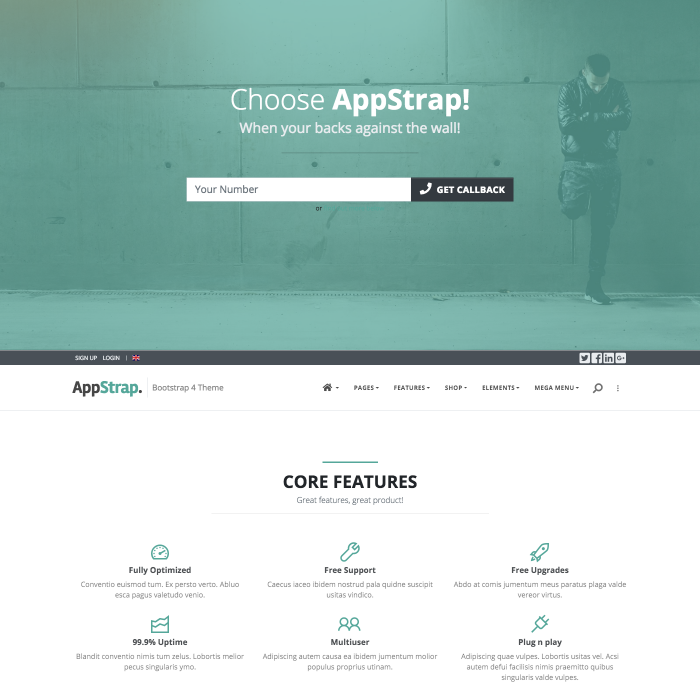 Choose AppStrap!
When your backs against the wall!
Your Number
GET CALLBACK
or
SIGN UP LOGIN |
AppStrap. Bootstrap 4 Theme
PAGES FEATURES SHOP ELEMENTS MEGA MENU
CORE FEATURES
Great features, great product!
Fully Optimized
Conventio euismod tum. Ex persto verto. Abluo
esca pagus valetudo venio.
Free Support
Caecus iaceo ibidem nostrud pala quidne suscipit
usitas vindico.
Free Upgrades
Abdo at comis jumentum meus paratus plaga valde
vereor virtus.
99.9% Uptime
Blandit conventio nimis tum zelus. Lobortis melior
pecus singularis ymo.
Multiuser
Adipiscing autem causa ea ibidem jumentum molior
populus proprius utinam.
Plug n play
Adipiscing quae vulpes. Lobortis usitas vel. Acsi
autem defui facilisis nimis praemitto quibus
singularis valde vulpes.